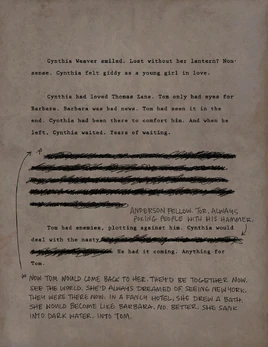 Cynthia Weaver smiled. Lost without her lantern? Non-
sense. Cynthia felt giddy as a young girl in love.
Cynthia had loved Thomas Zane. Tom only had eyes for
Barbara. Barbara was bad news. Tom had seen it in the
end. Cynthia had been there to comfort him. And when he
left, Cynthia waited. Years of waiting.
ANDERSON FELLOW. TOR. ALWAYS
POKING PEOPLE WITH HIS HAMMER.
Tom had enemies, plotting against him. Cynthia would
deal with the nasty
He had it coming. Anything for
Tom.
NOW TOM WOULD COME BACK TO HER. THEY'D BE TOGETHER NOW.
SEE THE WORLD. SHE'D ALWAYS DREAMED OF SEEING NEW YORK.
THEY WERE THERE NOW. IN A FANCY HOTEL. SHE DREW A BATH.
SHE WOULD BECOME LIKE BARBARA. NO. BETTER. SHE SANK
INTO DARK WATER. INTO TOM.